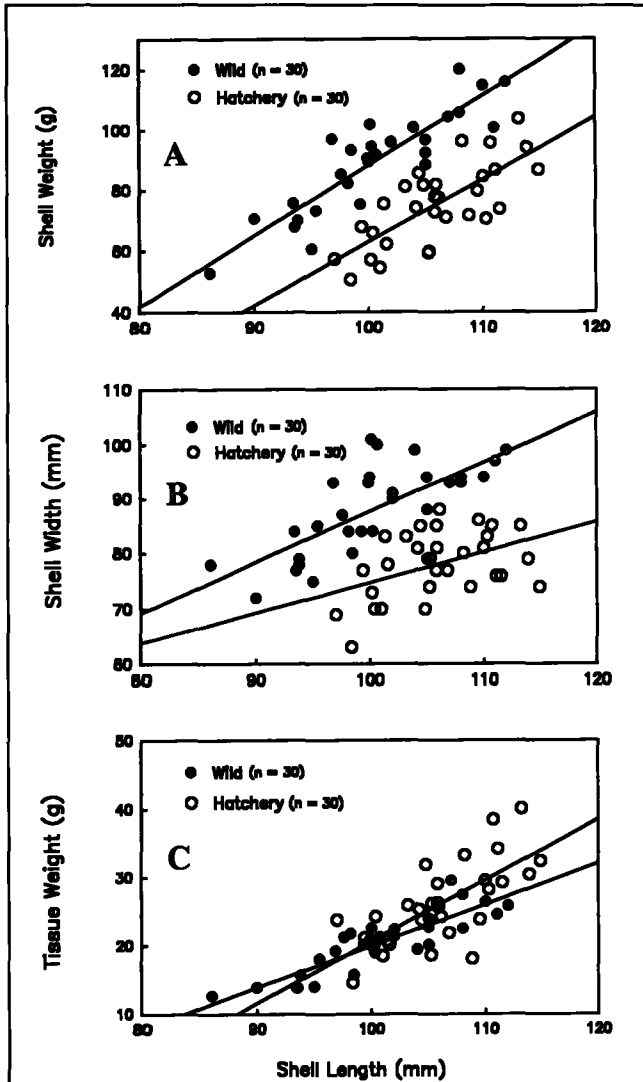 Shell Weight (g)
120
100
80
60
40
Wild (n = 30)
Hatchery (n = 30)
A
80 90 100 110 120
Shell Width (mm)
110
100
90
80
70
60
Wild (n = 30)
Hatchery (n = 30)
B
80 90 100 110 120
Tissue Weight (g)
50
40
30
20
10
Wild (n = 30)
Hatchery (n = 30)
C
80 90 100 110 120
Shell Length (mm)